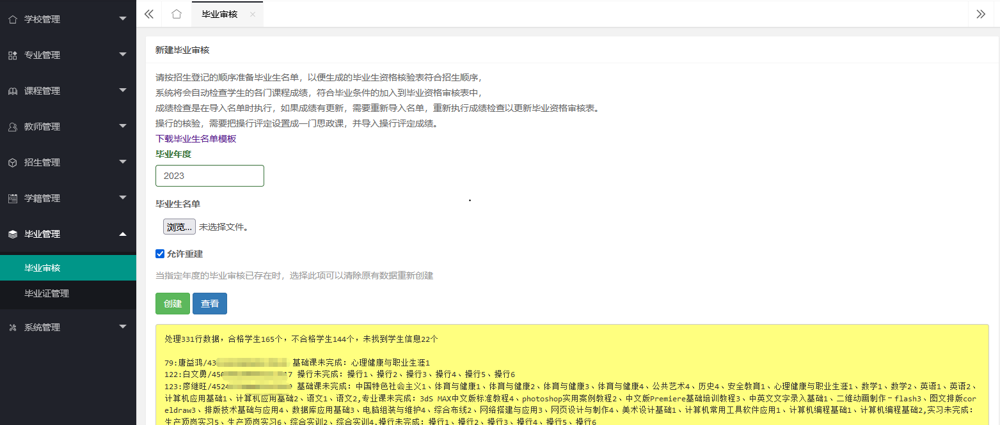 学校管理
专业管理
课程管理
教师管理
招生管理
学籍管理
毕业管理
毕业审核
毕业证管理
系统管理
毕业审核
新建毕业审核
请按招生登记的顺序准备毕业生名单，以便生成的毕业生资格核验表符合招生顺序，
系统将会自动检查学生的各门课程成绩，符合毕业条件的加入到毕业资格审核表中，
成绩检查是在导入名单时执行，如果成绩有更新，需要重新导入名单，重新执行成绩检查以更新毕业资格审核表。
操行的核验，需要把操行评定设置成一门思政课，并导入操行评定成绩。
下载毕业生名单模板
毕业年度
2023
毕业生名单
浏览... 未选择文件。
允许重建
当指定年度的毕业审核已存在时，选择此项可以清除原有数据重新创建
创建 查看
处理331行数据，合格学生165个，不合格学生144个，未找到学生信息22个
79:唐益鸿/43 基础课未完成：心理健康与职业生涯1
122:白文勇/45 操行未完成：操行1、操行2、操行3、操行4、操行5、操行6
123:廖继旺/4524 基础课未完成：中国特色社会主义1、体育与健康1、体育与健康2、体育与健康3、体育与健康4、公共艺术4、历史4、安全教育1、心理健康与职业生涯1、数学1、数学2、英语1、英语2、
计算机应用基础1、计算机应用基础2、语文1、语文2,专业课未完成：3dS MAX中文版标准教程4、photoshop实用案例教程2、中文版Premiere基础培训教程3、中英文文字录入基础1、二维动画制作－flash3、图文排版cor
eldraw3、排版技术基础与应用4、数据库应用基础3、电脑组装与维护4、综合布线2、网络搭建与应用3、网页设计与制作4、美术设计基础1、计算机常用工具软件应用1、计算机编程基础1、计算机编程基础2,实习未完成：
生产顶岗实习5、生产顶岗实习6、综合实训2、综合实训4,操行未完成：操行1、操行2、操行3、操行4、操行5、操行6